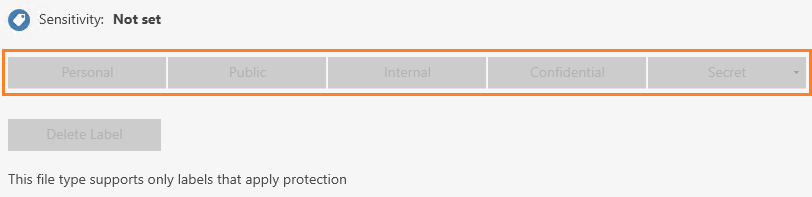 Sensitivity: Not set
Personal Public Internal Confidential Secret
Delete Label
This file type supports only labels that apply protection